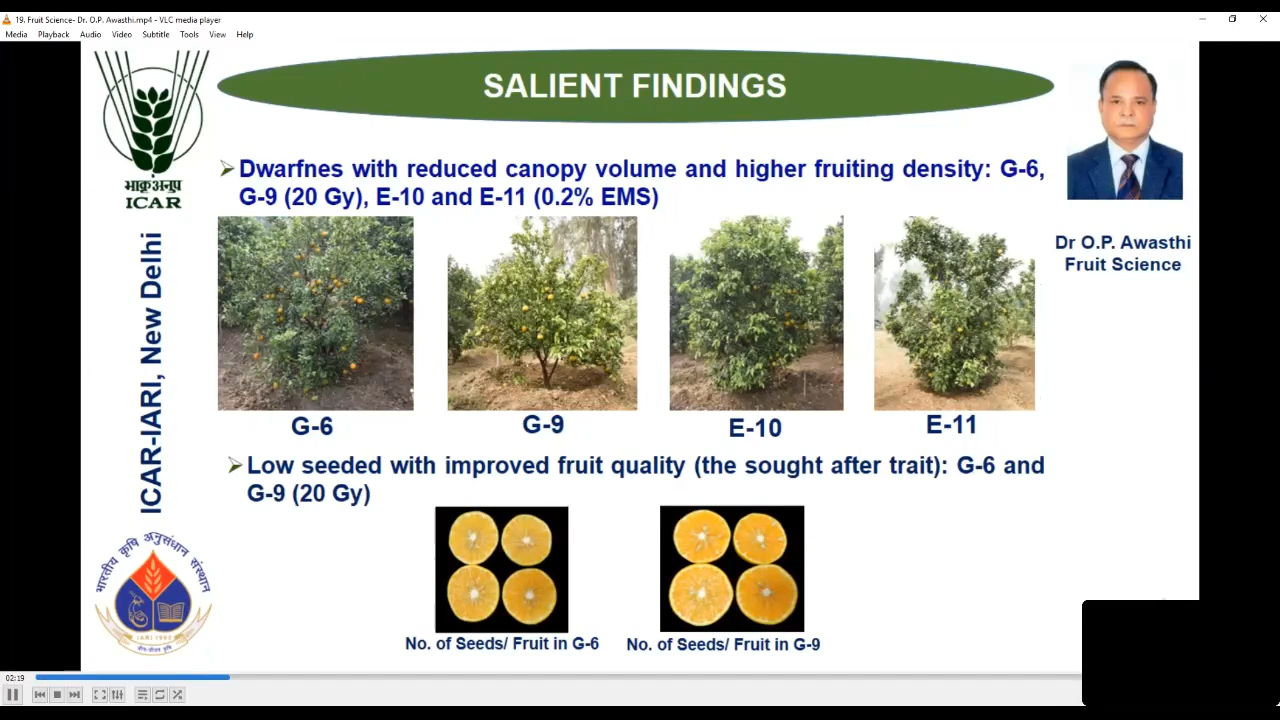 19. Fruit Science- Dr. O.P. Awasthi.mp4 - VLC media player
Media Playback Audio Video Subtitle Tools View Help
SALIENT FINDINGS
भाकृअनुप
ICAR
ICAR-IARI, New Delhi
Dwarfnes with reduced canopy volume and higher fruiting density: G-6,
G-9 (20 Gy), E-10 and E-11 (0.2% EMS)
Dr O.P. Awasthi
Fruit Science
G-6
G-9
E-10
E-11
Low seeded with improved fruit quality (the sought after trait): G-6 and
G-9 (20 Gy)
भारतीय कृषि अनुसंधान संस्थान
No. of Seeds/ Fruit in G-6
No. of Seeds/ Fruit in G-9
02:19